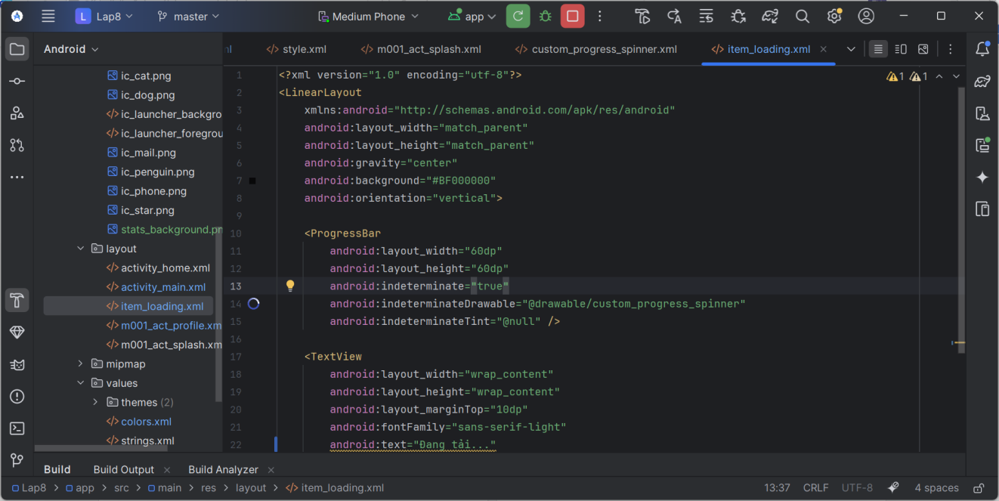 L Lap8 master Medium Phone app
Android
style.xml m001_act_splash.xml custom_progress_spinner.xml item_loading.xml
ic_cat.png
ic_dog.png
ic_launcher_backgro
ic_launcher_foregrou
ic_mail.png
ic_penguin.png
ic_phone.png
ic_star.png
stats_background.pn
layout
activity_home.xml
activity_main.xml
item_loading.xml
m001_act_profile.xm
m001_act_splash.xm
mipmap
values
themes (2)
colors.xml
strings.xml
1 <?xml version="1.0" encoding="utf-8"?>
2 <LinearLayout
3 xmlns:android="http://schemas.android.com/apk/res/android"
4 android:layout_width="match_parent"
5 android:layout_height="match_parent"
6 android:gravity="center"
7 android:background="#BF000000"
8 android:orientation="vertical">
9
10 <ProgressBar
11 android:layout_width="60dp"
12 android:layout_height="60dp"
13 android:indeterminate="true"
14 android:indeterminateDrawable="@drawable/custom_progress_spinner"
15 android:indeterminateTint="@null" />
16
17 <TextView
18 android:layout_width="wrap_content"
19 android:layout_height="wrap_content"
20 android:layout_marginTop="10dp"
21 android:fontFamily="sans-serif-light"
22 android:text="Đang tải..."
1 1
Build Build Output Build Analyzer
Lap8 > app > src > main > res > layout > item_loading.xml 13:37 CRLF UTF-8 4 spaces